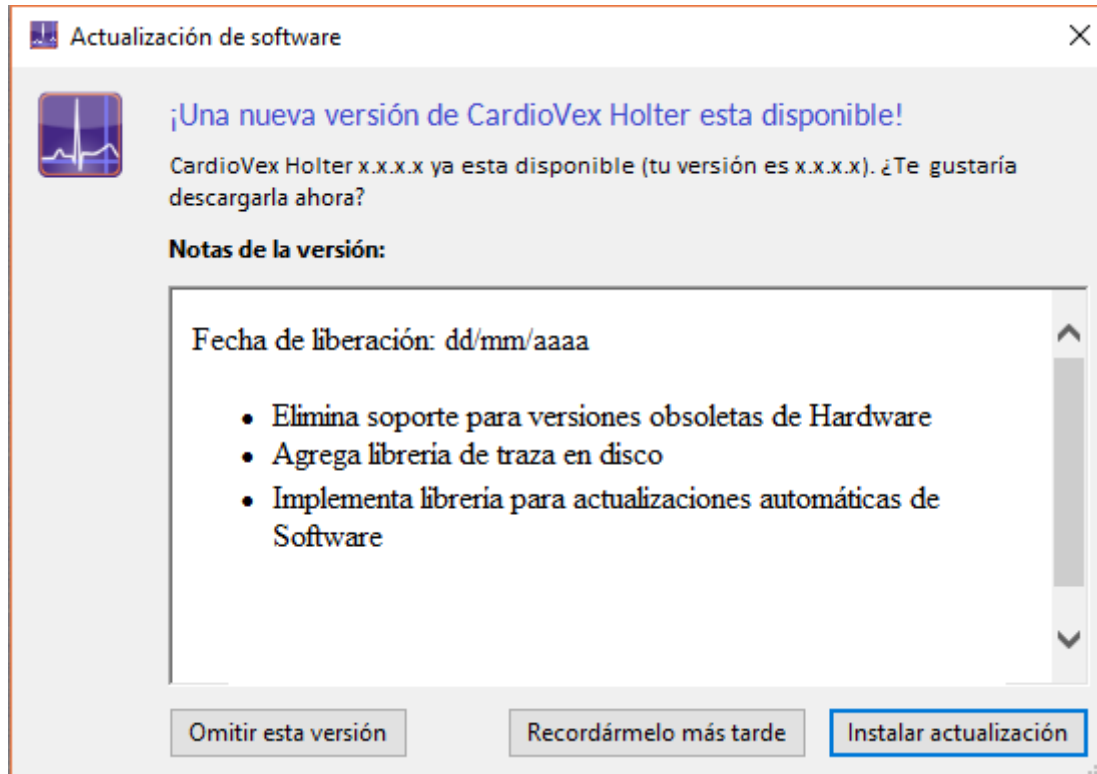 Actualización de software
¡Una nueva versión de CardioVex Holter esta disponible!
CardioVex Holter x.x.x.x ya esta disponible (tu versión es x.x.x.x). ¿Te gustaría
descargarla ahora?
Notas de la versión:
Fecha de liberación: dd/mm/aaaa
• Elimina soporte para versiones obsoletas de Hardware
• Agrega librería de traza en disco
• Implementa librería para actualizaciones automáticas de
Software
Omitir esta versión
Recordármelo más tarde
Instalar actualización